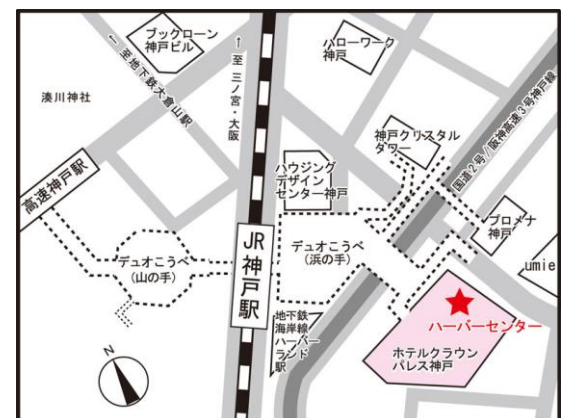 ブックローン
神戸ビル
← 至地下鉄大倉山駅
← 至 三ノ宮・大阪
ハローワーク
神戸
湊川神社
神戸クリスタル
タワー
国道2号/阪神高速3号神戸線
高速神戸駅
ハウジング
デザイン
センター神戸
プロメナ
神戸
デュオこうべ
(山の手)
JR神戸駅
デュオこうべ
(浜の手)
umie
地下鉄
海岸線
ハーバー
ランド
駅
ハーバーセンター
ホテルクラウン
パレス神戸
N